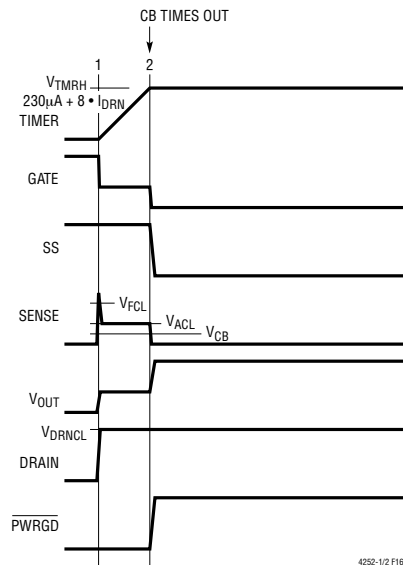 CB TIMES OUT
1 2
VTMRH
230µA + 8 • IDRN
TIMER
GATE
SS
VFCL
SENSE
VACL
VCB
VOUT
VDRNCL
DRAIN
PWRGD
4252-1/2 F16